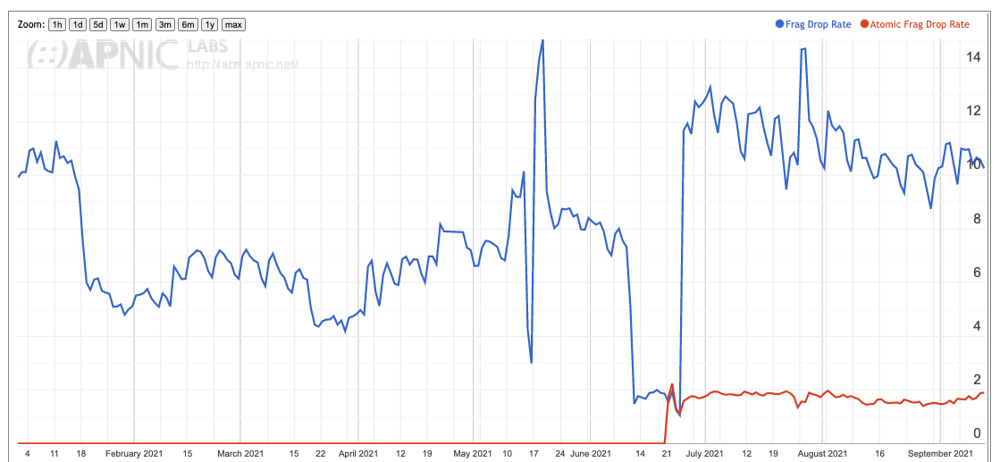 Zoom: 1h 1d 5d 1w 1m 3m 6m 1y max
Frag Drop Rate Atomic Frag Drop Rate
(::)APNIC LABS
http://labs.apnic.net/
14
12
10
8
6
4
2
0
4 11 18 February 2021 15 March 2021 15 22 April 2021 12 19 May 2021 10 17 24 June 2021 14 21 July 2021 12 19 August 2021 16 September 2021